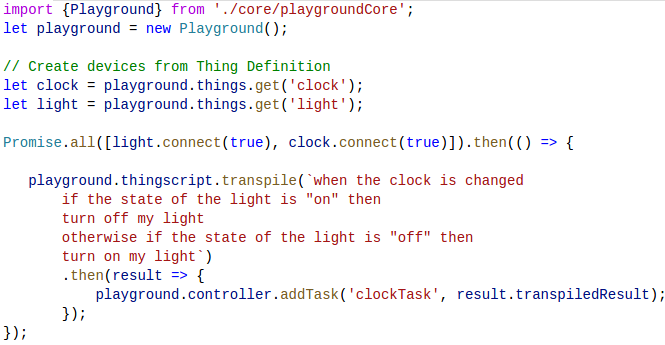 import {Playground} from './core/playgroundCore';
let playground = new Playground();
// Create devices from Thing Definition
let clock = playground.things.get('clock');
let light = playground.things.get('light');
Promise.all([light.connect(true), clock.connect(true)]).then(() => {
playground.thingscript.transpile(`when the clock is changed
if the state of the light is "on" then
turn off my light
otherwise if the state of the light is "off" then
turn on my light`)
.then(result => {
playground.controller.addTask('clockTask', result.transpiledResult);
});
});